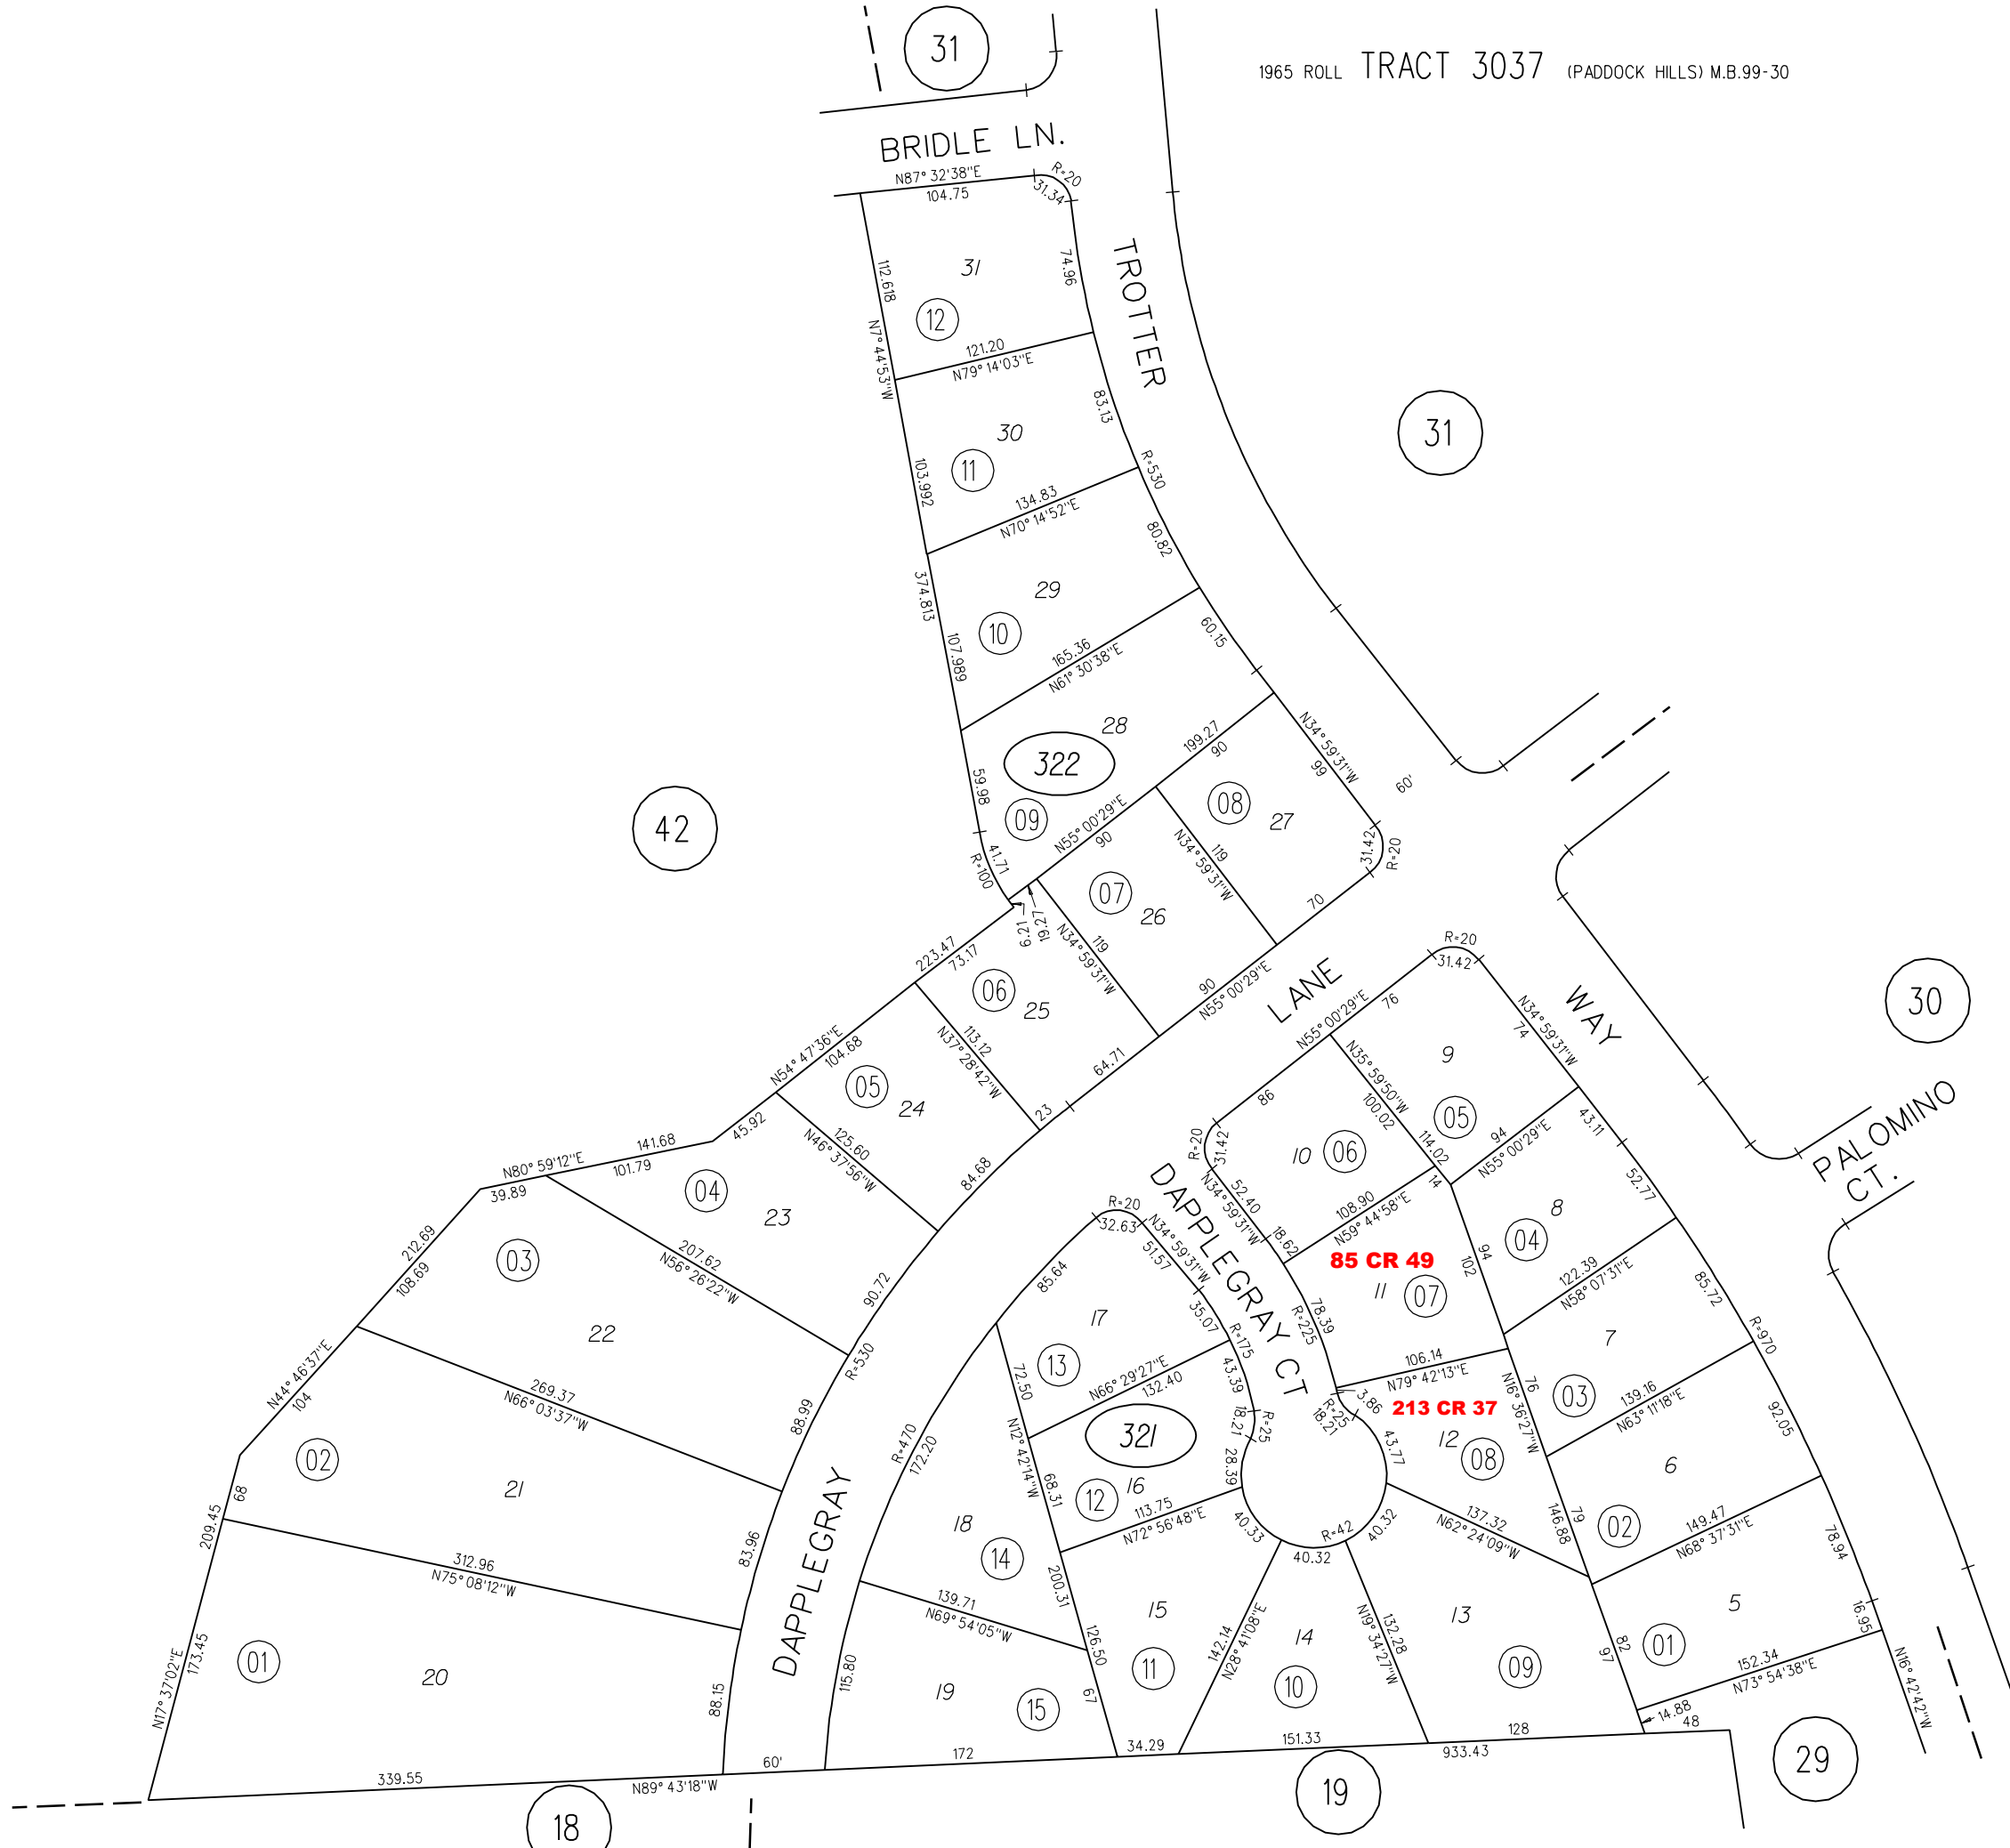 31
1965 ROLL TRACT 3037 (PADDOCK HILLS) M.B.99-30
BRIDLE LN.
N87° 32'38"E
104.75
R=20
31.34
TROTTER
31
74.96
112.618
12
N7° 44'53"W
121.20
N79° 14'03"E
83.13
31
30
11
103.992
R=530
134.83
N70° 14'52"E
80.82
374.813
29
10
107.989
60.15
165.36
N61° 30'38"E
28
322
199.27
90
N34° 59'31"W
99
60'
59.98
09
N55° 00'29"E
90
08
27
42
41.71
R=100
31.42
R=20
119
N34° 59'31"W
07
26
70
6.21
19.27
223.47
73.17
119
N34° 59'31"W
06
25
90
N55° 00'29"E
LANE
R=20
31.42
WAY
30
N54° 47'36"E
104.68
113.12
N37° 28'42"W
64.71
05
24
23
N55° 00'29"E
76
N34° 59'31"W
74
9
N35° 59'50"W
100.02
86
05
43.11
PALOMINO
CT.
45.92
141.68
N80° 59'12"E
101.79
39.89
125.60
N46° 37'56"W
84.68
R=20
31.42
10
06
114.02
94
N55° 00'29"E
14
52.77
04
23
DAPPLEGRAY CT
52.40
N34° 59'31"W
108.90
N59° 44'58"E
18.62
8
04
R=20
32.63
N34° 59'31"W
51.57
212.69
108.69
03
207.62
N56° 26'22"W
85 CR 49
11
07
94
102
122.39
N58° 07'31"E
85.72
85.64
90.72
22
17
35.07
R=175
78.39
R=225
7
R=970
R=530
13
72.50
N66° 29'27"E
132.40
43.39
106.14
N79° 42'13"E
3.86
R=25
18.21
76
N16° 36'27"W
03
139.16
N63° 11'18"E
92.05
N44° 46'37"E
104
269.37
N66° 03'37"W
88.99
213 CR 37
12
08
43.77
18.21
R=25
321
R=470
172.20
N12° 42'14"W
28.39
6
02
02
68
21
209.45
68.31
12
16
113.75
N72° 56'48"E
40.33
R=42
40.32
40.32
137.32
N62° 24'09"W
79
146.88
149.47
N68° 37'31"E
78.94
18
14
83.96
312.96
N75° 08'12"W
200.31
139.71
N69° 54'05"W
DAPPLEGRAY
15
142.14
N28° 41'08"E
14
10
132.28
N19° 34'27"W
13
09
5
16.95
82
97
01
152.34
N73° 54'38"E
N16° 42'42"W
126.50
11
67
01
173.45
N17° 37'02"E
20
88.15
115.80
19
15
14.88
48
128
933.43
151.33
34.29
172
60'
339.55
N89° 43'18"W
18
19
29